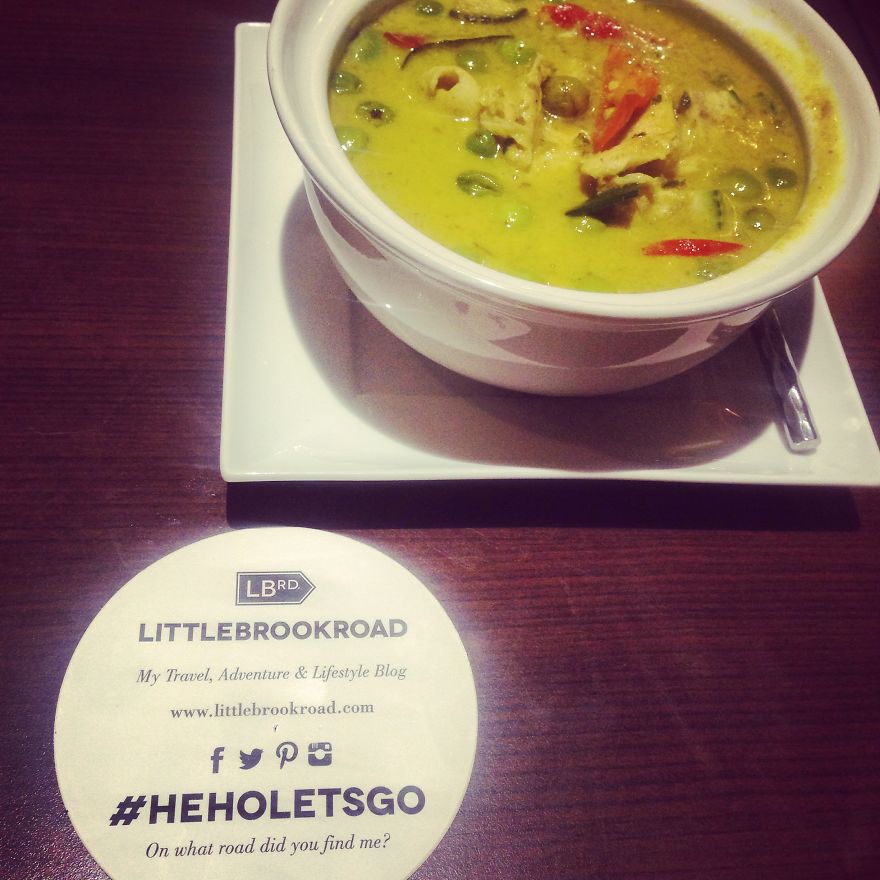 LBRD.
LITTLEBROOKROAD
My Travel, Adventure & Lifestyle Blog
www.littlebrookroad.com
#HEHOLETSGO
On what road did you find me?